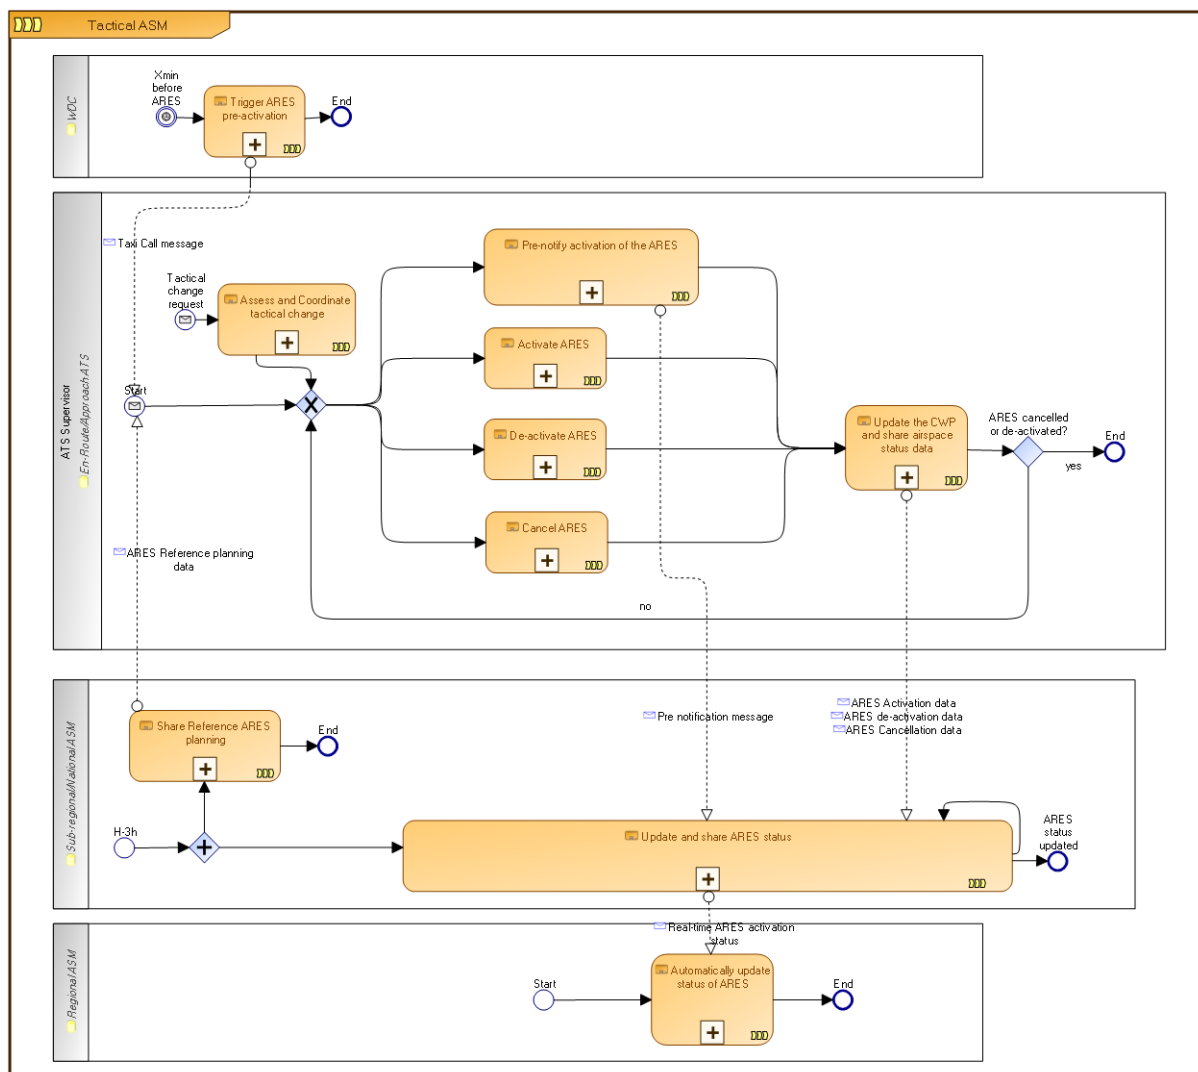 Tactical ASM
WOC
Xmin
before
ARES
Trigger ARES
pre-activation
End
ATS Supervisor
En-Route/Approach ATS
Taxi Call message
Tactical
change
request
Assess and Coordinate
tactical change
Start
Pre-notify activation of the ARES
Activate ARES
De-activate ARES
Cancel ARES
Update the CWP
and share airspace
status data
ARES cancelled
or de-activated?
End
yes
no
ARES Reference planning
data
Sub-regional/National ASM
Share Reference ARES
planning
End
H-3h
Pre notification message
ARES Activation data
ARES de-activation data
ARES Cancellation data
Update and share ARES status
ARES
status
updated
Regional ASM
Real-time ARES activation
status
Start
Automatically update
status of ARES
End